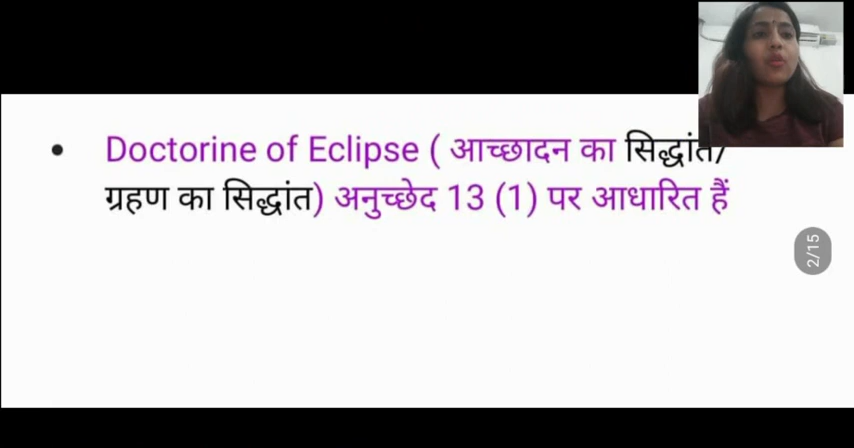 • Doctorine of Eclipse ( आच्छादन का सिद्धांत/
ग्रहण का सिद्धांत) अनुच्छेद 13 (1) पर आधारित हैं
2/15